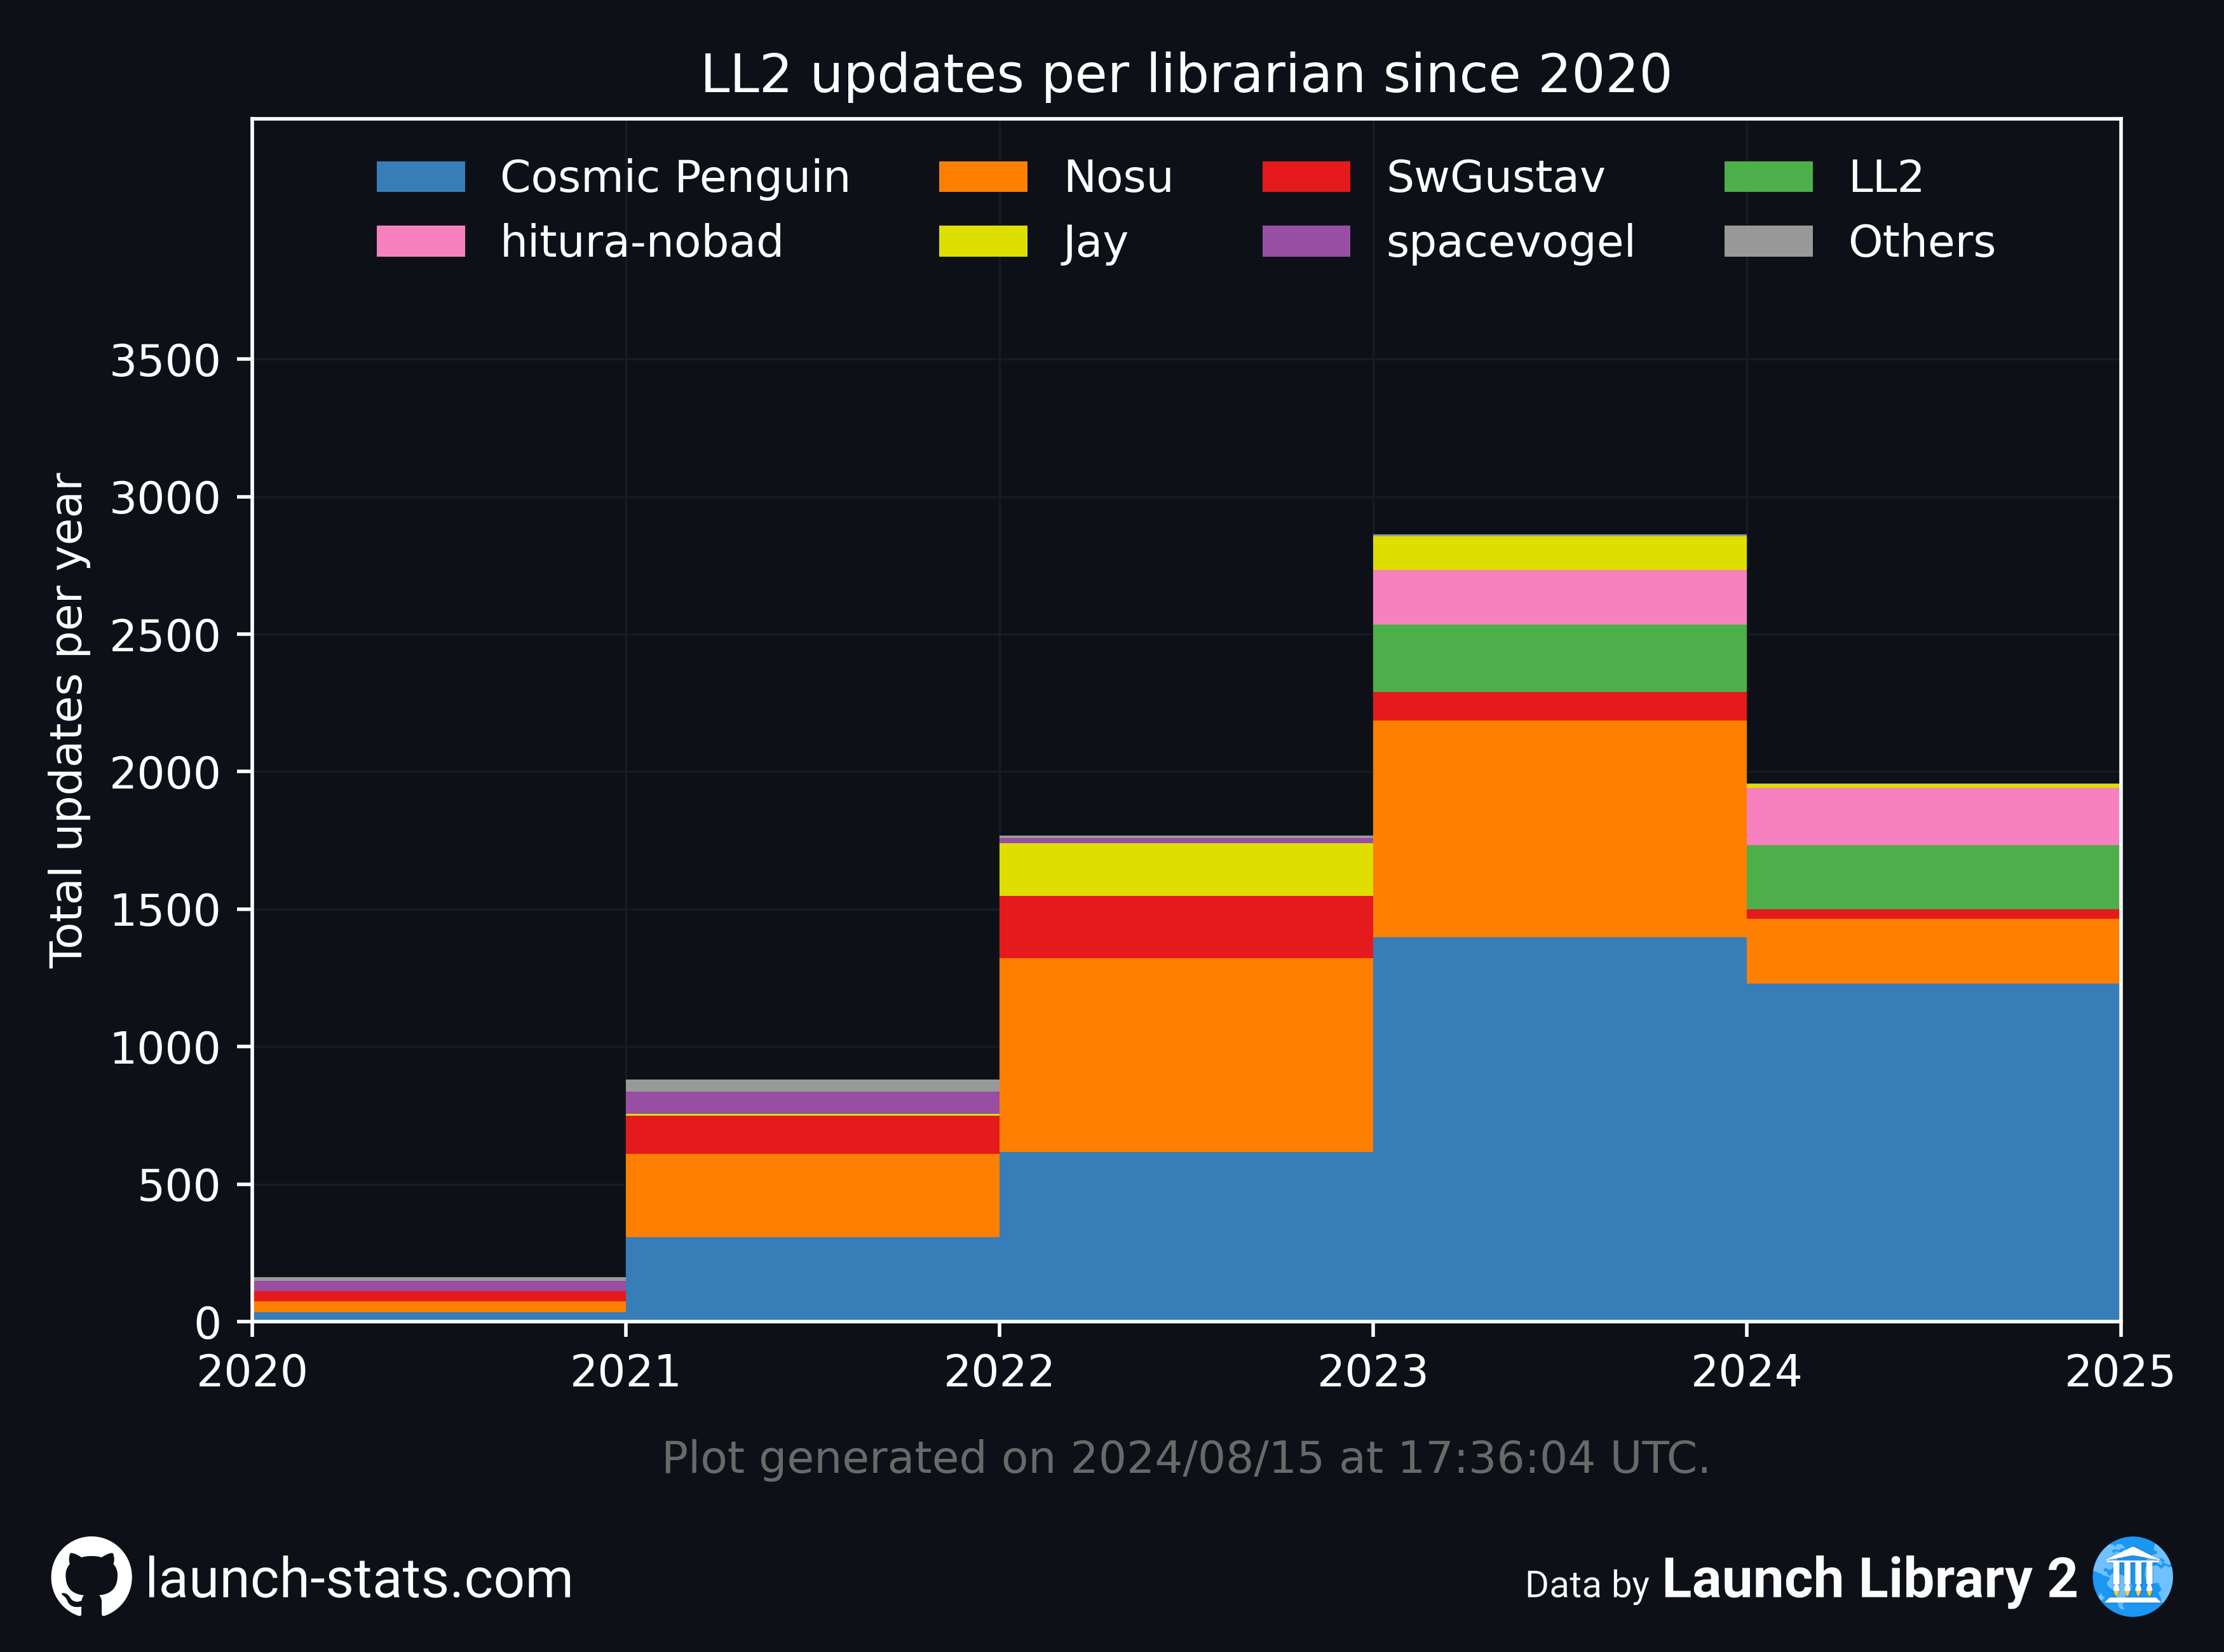 LL2 updates per librarian since 2020
Cosmic Penguin Nosu SwGustav LL2
hitura-nobad Jay spacevogel Others
Total updates per year
3500
3000
2500
2000
1500
1000
500
0
2020 2021 2022 2023 2024 2025
Plot generated on 2024/08/15 at 17:36:04 UTC.
launch-stats.com
Data by Launch Library 2